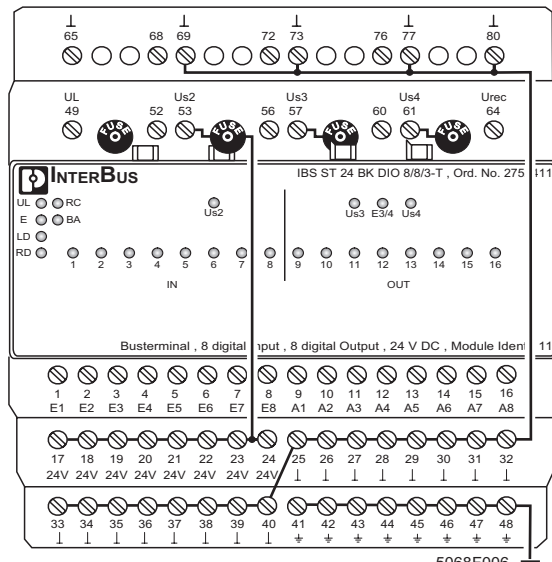 ⊥ ⊥ ⊥ ⊥ ⊥
65 68 69 72 73 76 77 80
UL Us2 Us3 Us4 Urec
49 52 53 56 57 60 61 64
FUSE FUSE FUSE FUSE
INTERBUS
IBS ST 24 BK DIO 8/8/3-T , Ord. No. 275 411
UL RC
E BA
LD
RD
Us2 Us3 E3/4 Us4
1 2 3 4 5 6 7 8 9 10 11 12 13 14 15 16
IN OUT
Busterminal , 8 digital Input , 8 digital Output , 24 V DC , Module Ident 11
1 2 3 4 5 6 7 8 9 10 11 12 13 14 15 16
E1 E2 E3 E4 E5 E6 E7 E8 A1 A2 A3 A4 A5 A6 A7 A8
17 18 19 20 21 22 23 24 25 26 27 28 29 30 31 32
24V 24V 24V 24V 24V 24V 24V 24V ⊥ ⊥ ⊥ ⊥ ⊥ ⊥ ⊥ ⊥
33 34 35 36 37 38 39 40 41 42 43 44 45 46 47 48
⊥ ⊥ ⊥ ⊥ ⊥ ⊥ ⊥ ⊥ ⏚ ⏚ ⏚ ⏚ ⏚ ⏚ ⏚ ⏚
5068E006